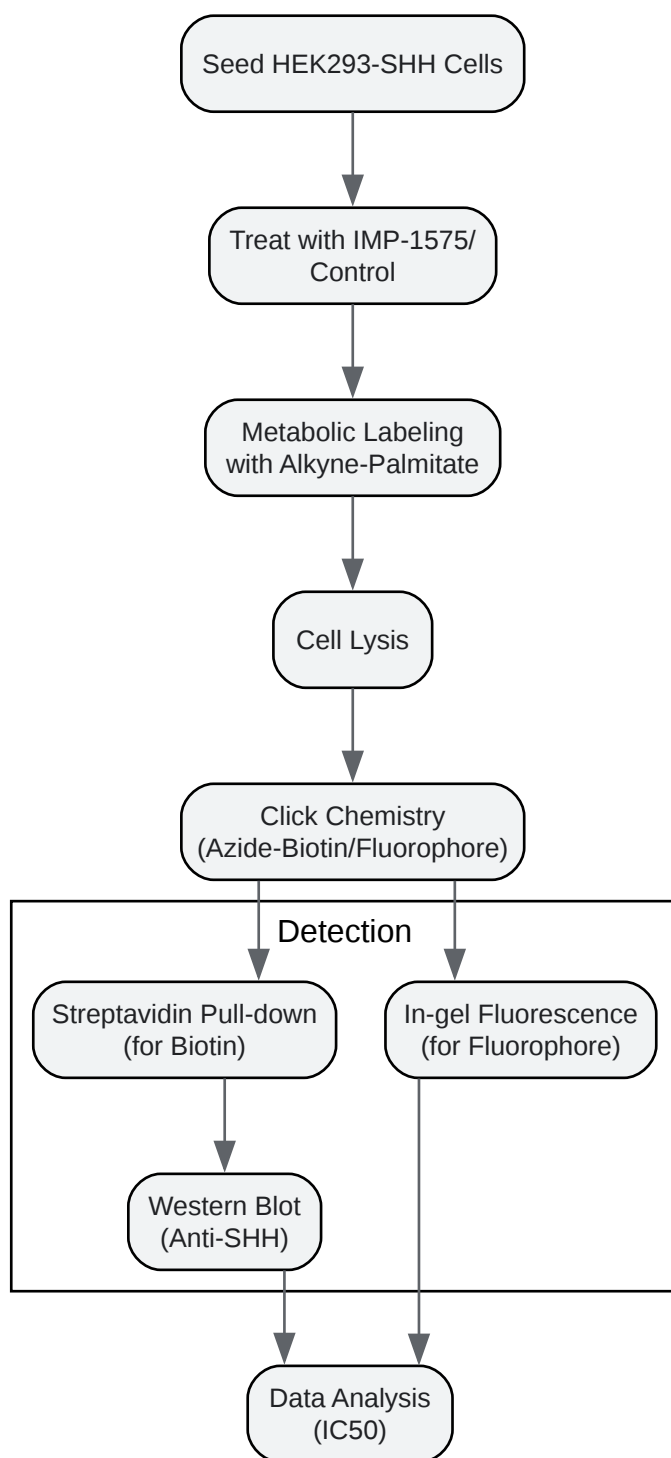 Seed HEK293-SHH Cells
Treat with IMP-1575/
Control
Metabolic Labeling
with Alkyne-Palmitate
Cell Lysis
Click Chemistry
(Azide-Biotin/Fluorophore)
Detection
Streptavidin Pull-down
(for Biotin)
In-gel Fluorescence
(for Fluorophore)
Western Blot
(Anti-SHH)
Data Analysis
(IC50)